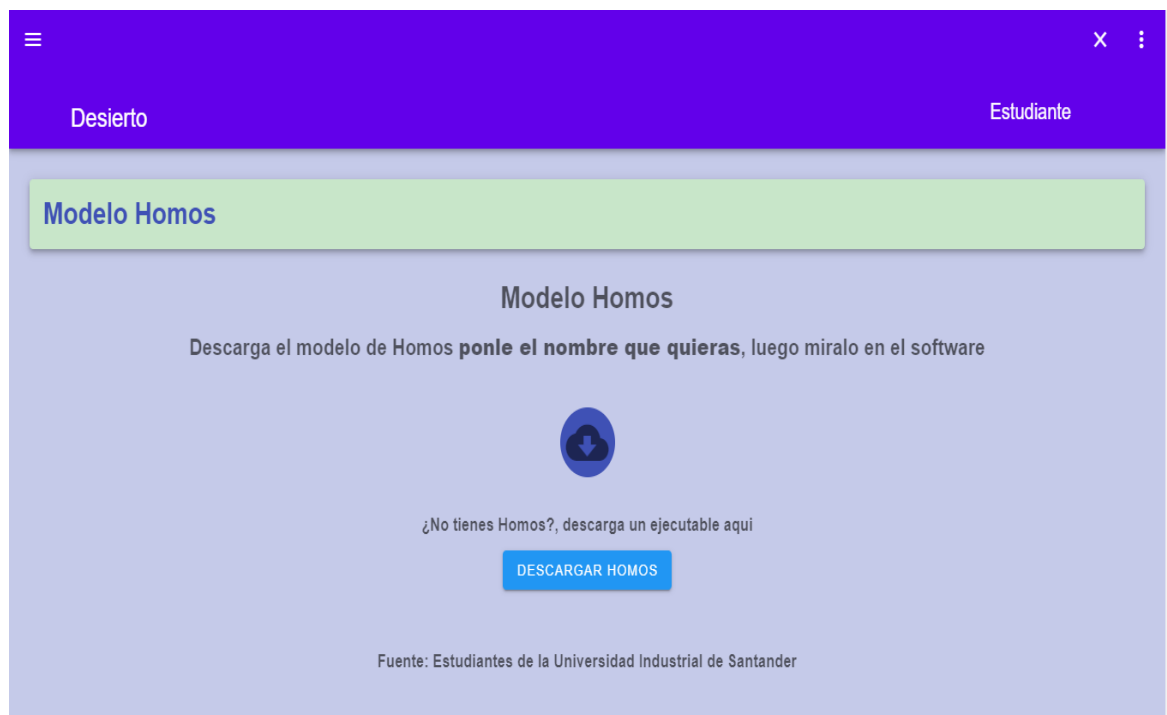 Desierto
Estudiante
Modelo Homos
Modelo Homos
Descarga el modelo de Homos ponle el nombre que quieras, luego miralo en el software
¿No tienes Homos?, descarga un ejecutable aqui
DESCARGAR HOMOS
Fuente: Estudiantes de la Universidad Industrial de Santander